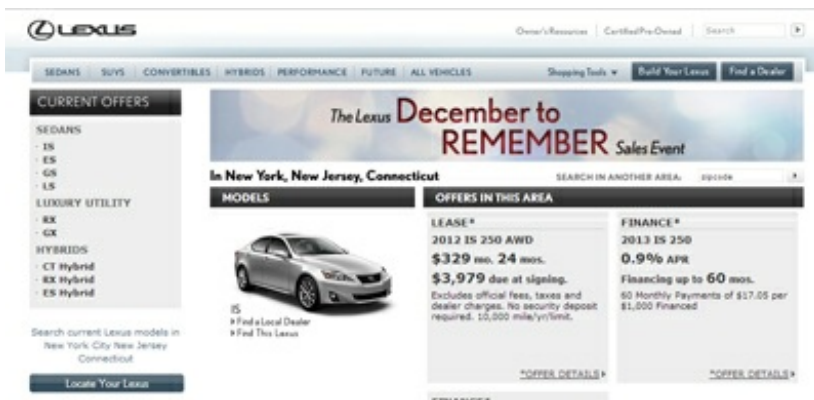 LEXUS
Owner's Resources
Certified Pre-Owned
Search
SEDANS SUVS CONVERTIBLES HYBRIDS PERFORMANCE FUTURE ALL VEHICLES Shopping Tools Build Your Lexus Find a Dealer
CURRENT OFFERS
SEDANS
IS
ES
GS
LS
LUXURY UTILITY
RX
GX
HYBRIDS
CT Hybrid
RX Hybrid
ES Hybrid
Search current Lexus models in
New York City New Jersey
Connecticut
Locate Your Lexus
The Lexus December to
REMEMBER Sales Event
In New York, New Jersey, Connecticut
SEARCH IN ANOTHER AREA: zipcode
MODELS
IS
Find a Local Dealer
Find This Lexus
OFFERS IN THIS AREA
LEASE*
2012 IS 250 AWD
$329 mo. 24 mos.
$3,979 due at signing.
Excludes official fees, taxes and
dealer charges. No security deposit
required. 10,000 mile/yr/limit.
*OFFER DETAILS
FINANCE*
2013 IS 250
0.9% APR
Financing up to 60 mos.
60 Monthly Payments of $17.05 per
$1,000 Financed
*OFFER DETAILS